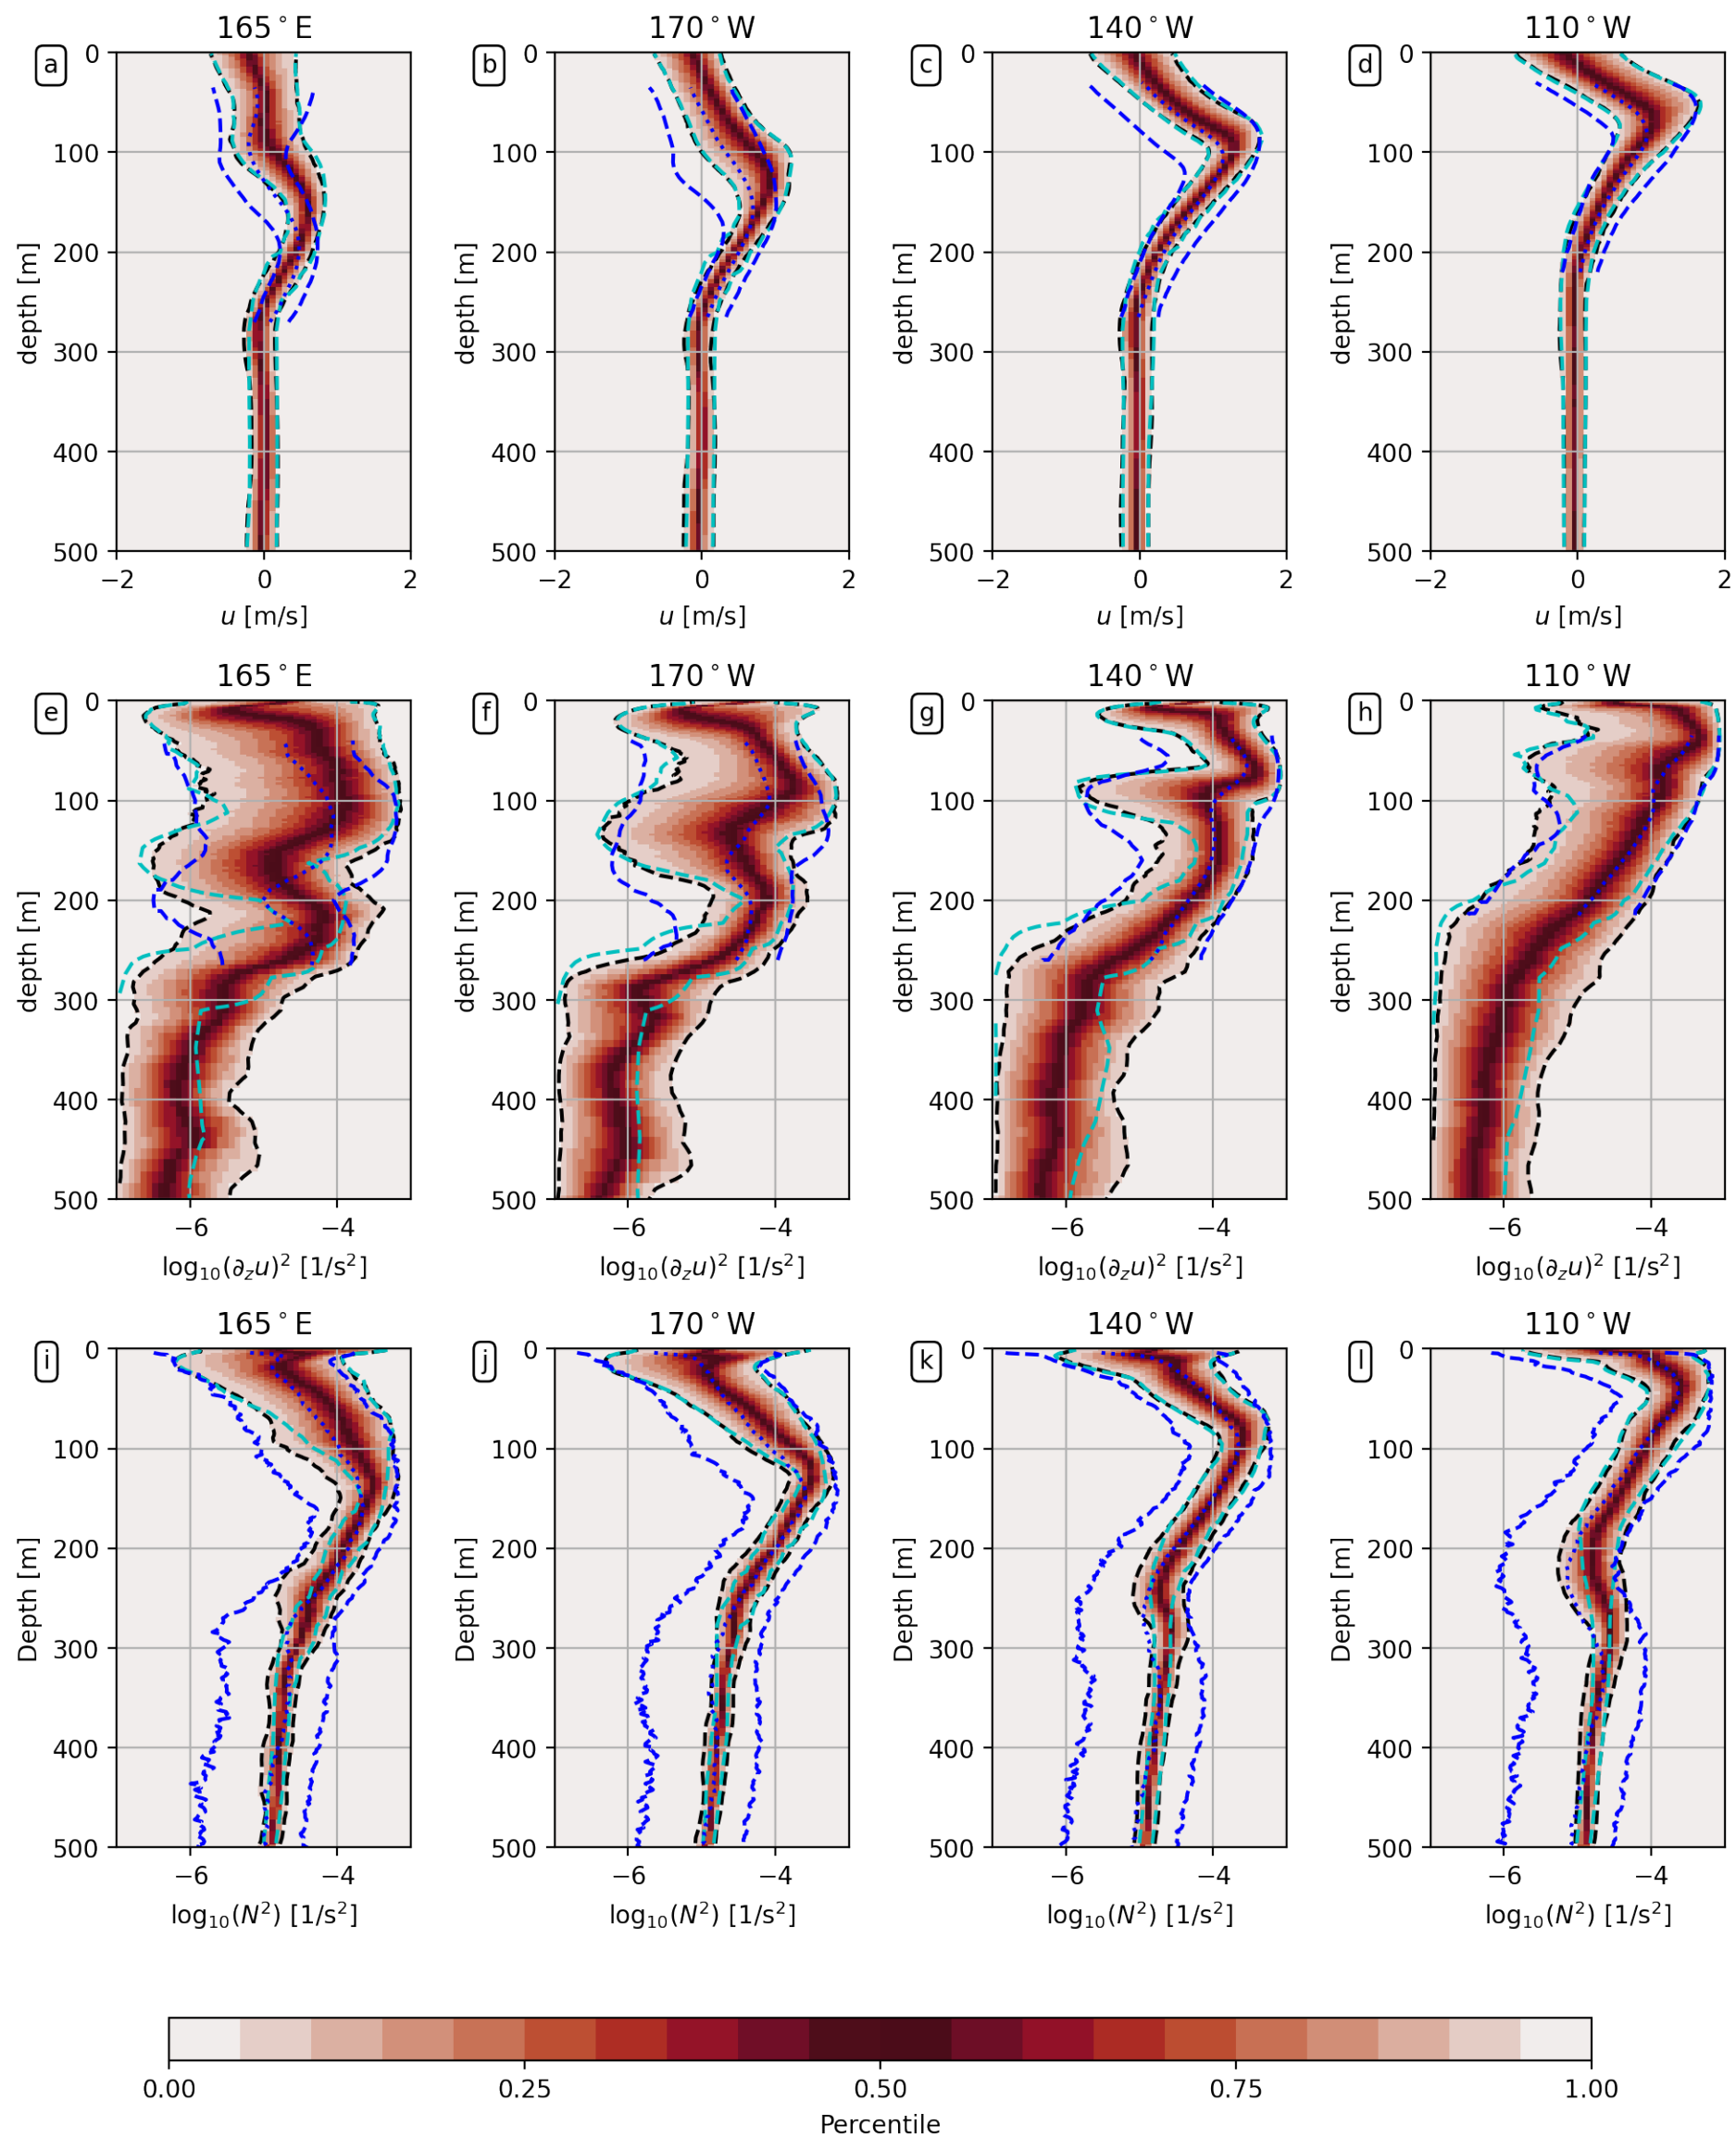 165°E 170°W 140°W 110°W
a b c d
0 0 0 0
100 100 100 100
200 200 200 200
300 300 300 300
400 400 400 400
500 500 500 500
depth [m] depth [m] depth [m] depth [m]
−2 0 2 −2 0 2 −2 0 2 −2 0 2
u [m/s] u [m/s] u [m/s] u [m/s]
165°E 170°W 140°W 110°W
e f g h
0 0 0 0
100 100 100 100
200 200 200 200
300 300 300 300
400 400 400 400
500 500 500 500
depth [m] depth [m] depth [m] depth [m]
−6 −4 −6 −4 −6 −4 −6 −4
log₁₀(∂zu)² [1/s²] log₁₀(∂zu)² [1/s²] log₁₀(∂zu)² [1/s²] log₁₀(∂zu)² [1/s²]
165°E 170°W 140°W 110°W
i j k l
0 0 0 0
100 100 100 100
200 200 200 200
300 300 300 300
400 400 400 400
500 500 500 500
Depth [m] Depth [m] Depth [m] Depth [m]
−6 −4 −6 −4 −6 −4 −6 −4
log₁₀(N²) [1/s²] log₁₀(N²) [1/s²] log₁₀(N²) [1/s²] log₁₀(N²) [1/s²]
0.00 0.25 0.50 0.75 1.00
Percentile